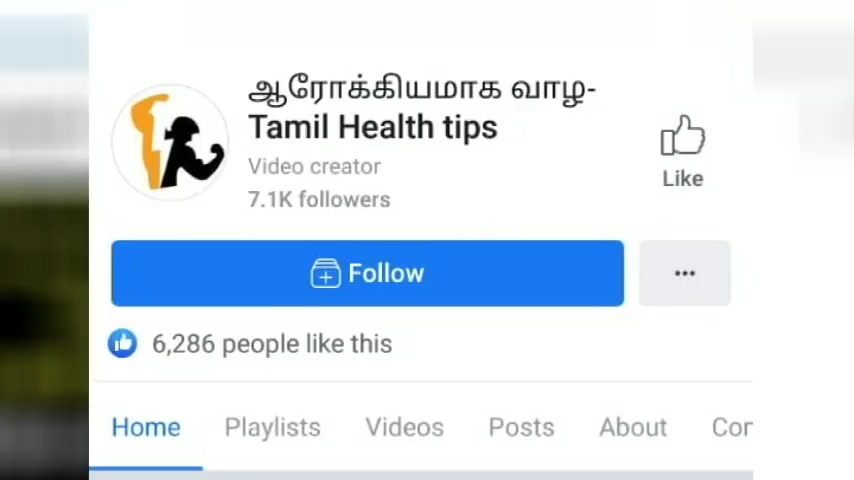 ஆரோக்கியமாக வாழ-
Tamil Health tips
Video creator
7.1K followers
Like
Follow
6,286 people like this
Home Playlists Videos Posts About